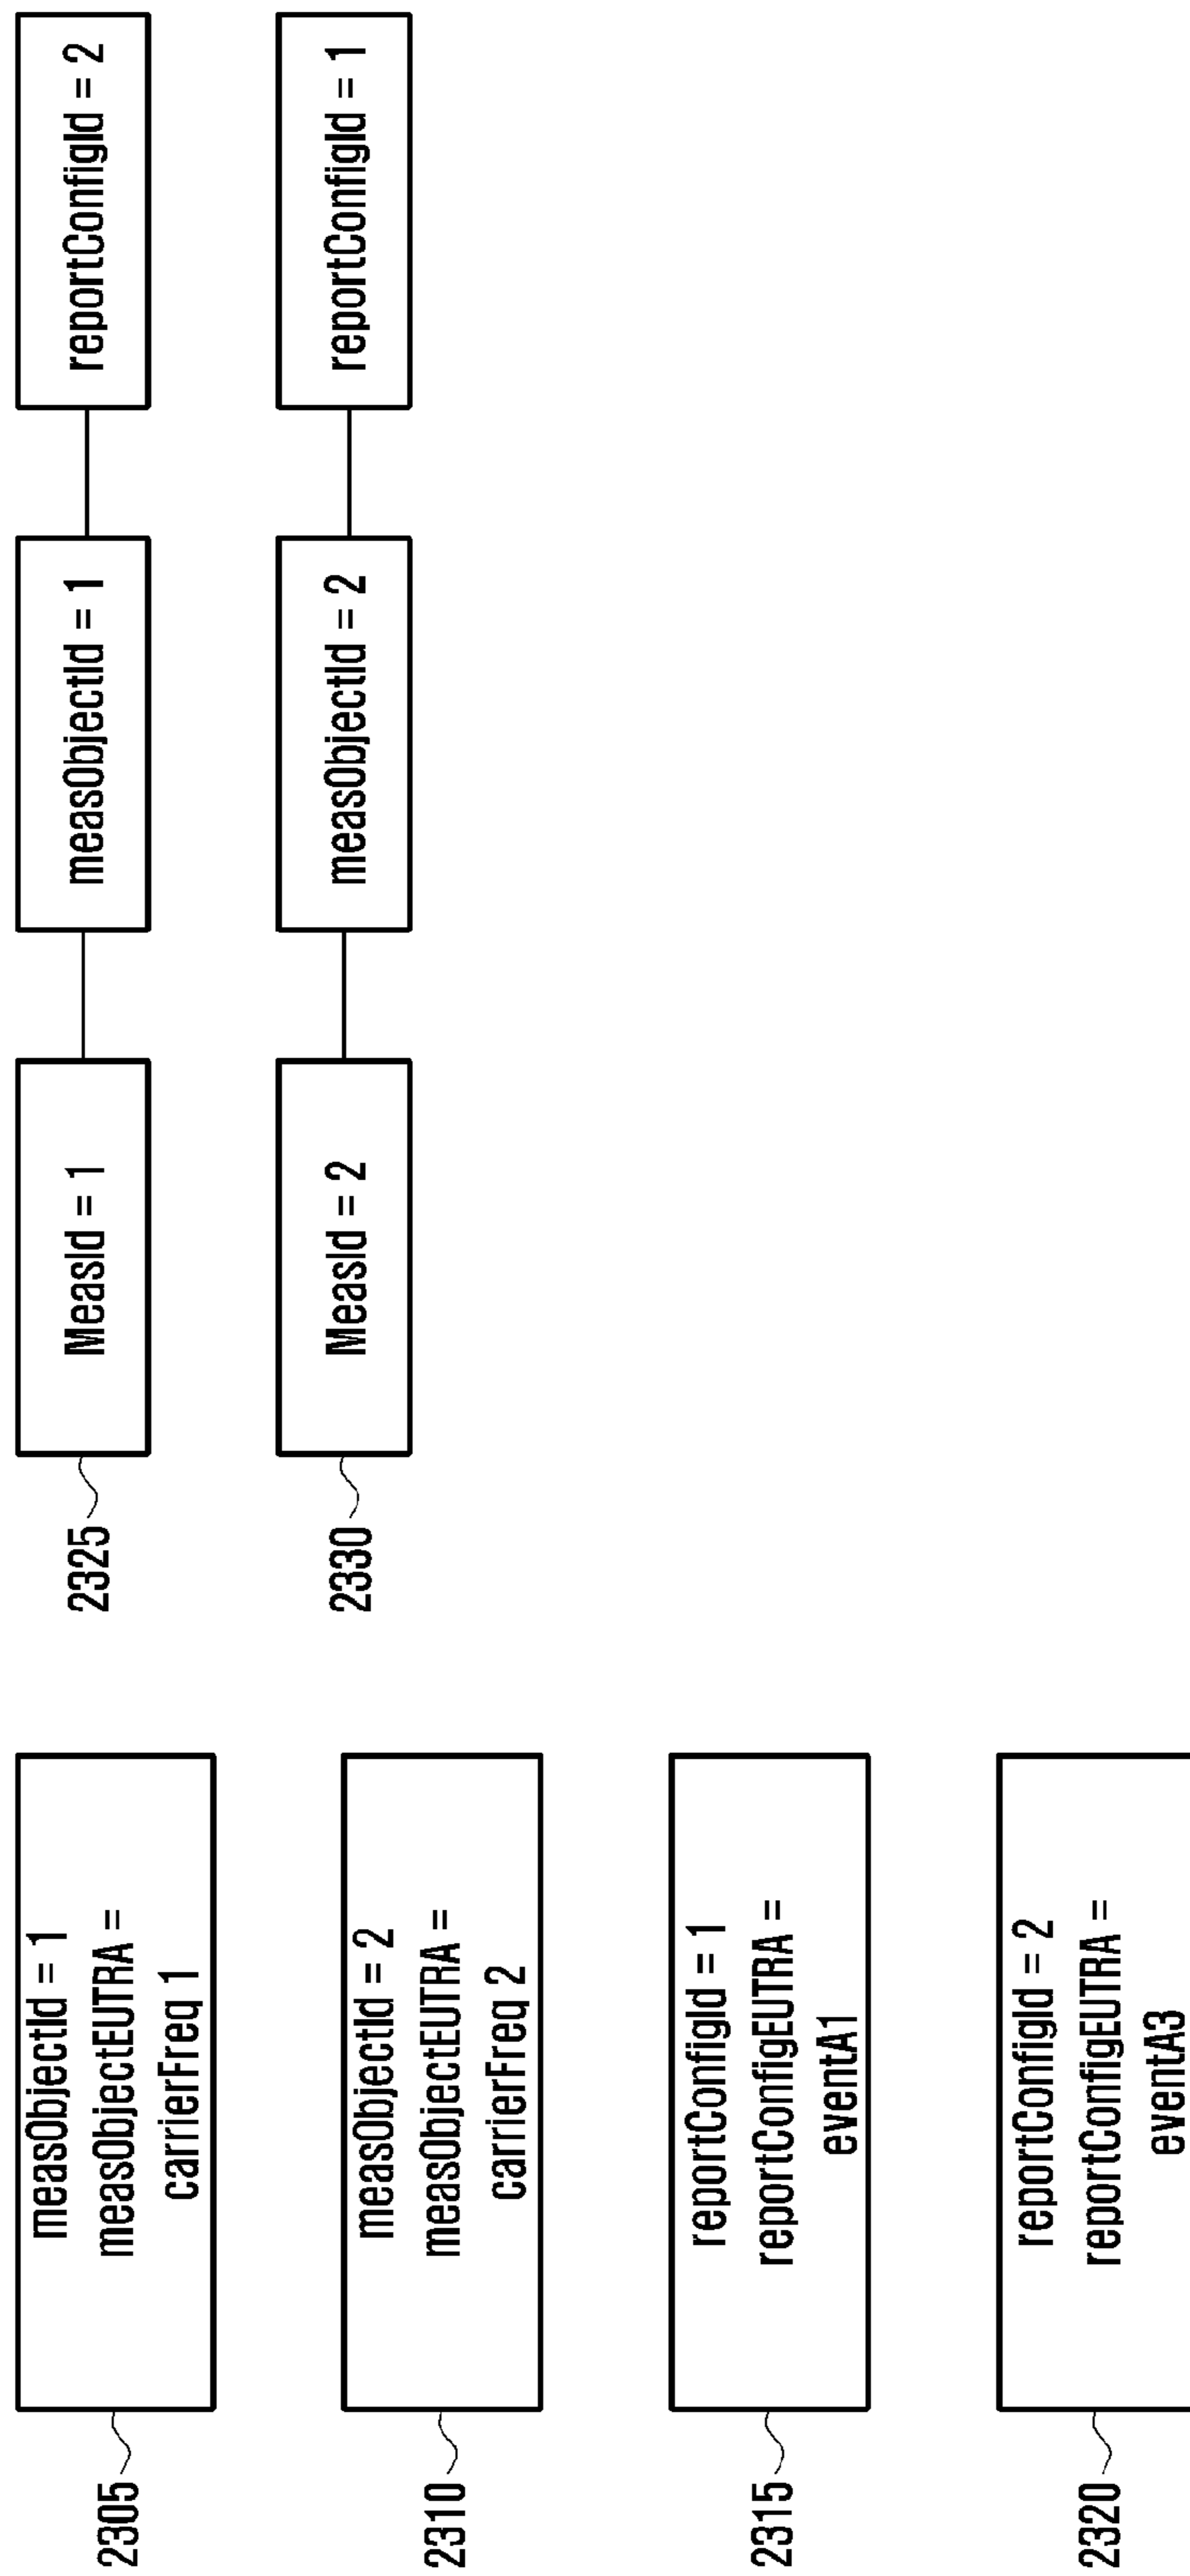 2305
measObjectId = 1
measObjectEUTRA =
carrierFreq 1
2310
measObjectId = 2
measObjectEUTRA =
carrierFreq 2
2315
reportConfigId = 1
reportConfigEUTRA =
eventA1
2320
reportConfigId = 2
reportConfigEUTRA =
eventA3
2325
MeasId = 1
measObjectId = 1
reportConfigId = 2
2330
MeasId = 2
measObjectId = 2
reportConfigId = 1